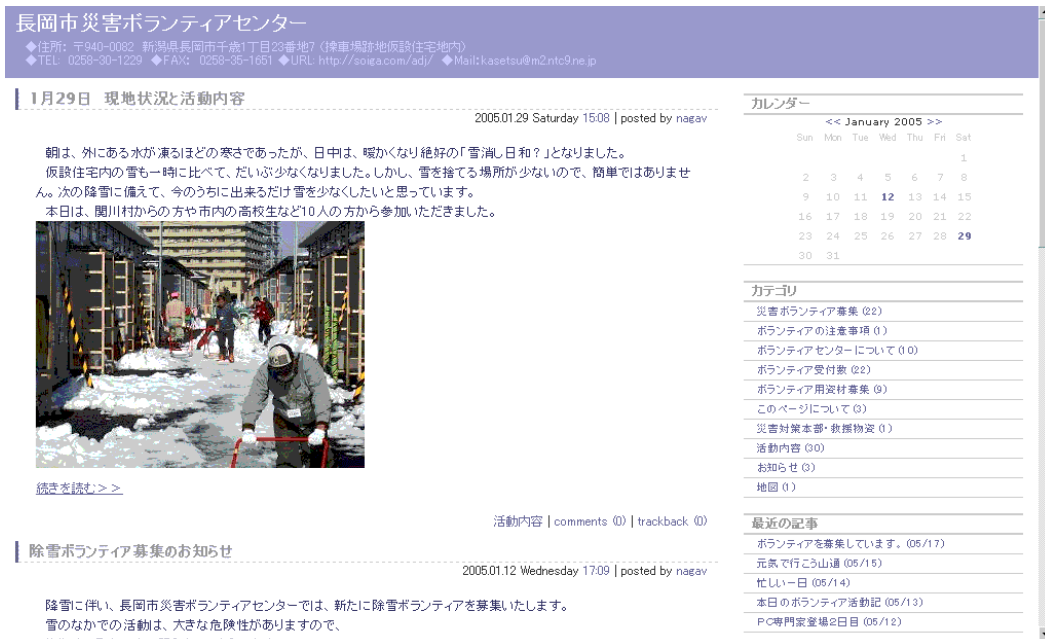 長岡市災害ボランティアセンター
◆住所: 〒940-0082 新潟県長岡市千歳1丁目23番地7 (操車場跡地仮設住宅地内)
◆TEL: 0258-30-1229 ◆FAX: 0258-35-1651 ◆URL: http://soiga.com/adj/ ◆Mail:kasetsu@m2.ntc9.ne.jp
1月29日 現地状況と活動内容
2005.01.29 Saturday 15:08 | posted by nagav
朝は、外にある水が凍るほどの寒さであったが、日中は、暖かくなり絶好の「雪消し日和？」となりました。
仮設住宅内の雪も一時に比べて、だいぶ少なくなりました。しかし、雪を捨てる場所が少ないので、簡単ではありませ
ん。次の降雪に備えて、今のうちに出来るだけ雪を少なくしたいと思っています。
本日は、関川村からの方や市内の高校生など10人の方から参加いただきました。
続きを読む>>
活動内容 | comments (0) | trackback (0)
除雪ボランティア募集のお知らせ
2005.01.12 Wednesday 17:09 | posted by nagav
降雪に伴い、長岡市災害ボランティアセンターでは、新たに除雪ボランティアを募集いたします。
雪のなかでの活動は、大きな危険性がありますので、
カレンダー
<< January 2005 >>
Sun Mon Tue Wed Thu Fri Sat
1
2 3 4 5 6 7 8
9 10 11 12 13 14 15
16 17 18 19 20 21 22
23 24 25 26 27 28 29
30 31
カテゴリ
災害ボランティア募集 (22)
ボランティアの注意事項 (1)
ボランティアセンターについて (10)
ボランティア受付数 (22)
ボランティア用資材募集 (9)
このページについて (3)
災害対策本部・救援物資 (1)
活動内容 (30)
お知らせ (3)
地図 (1)
最近の記事
ボランティアを募集しています。 (05/17)
元気で行こう山通 (05/15)
忙しい一日 (05/14)
本日のボランティア活動記 (05/13)
PC専門家登場2日目 (05/12)